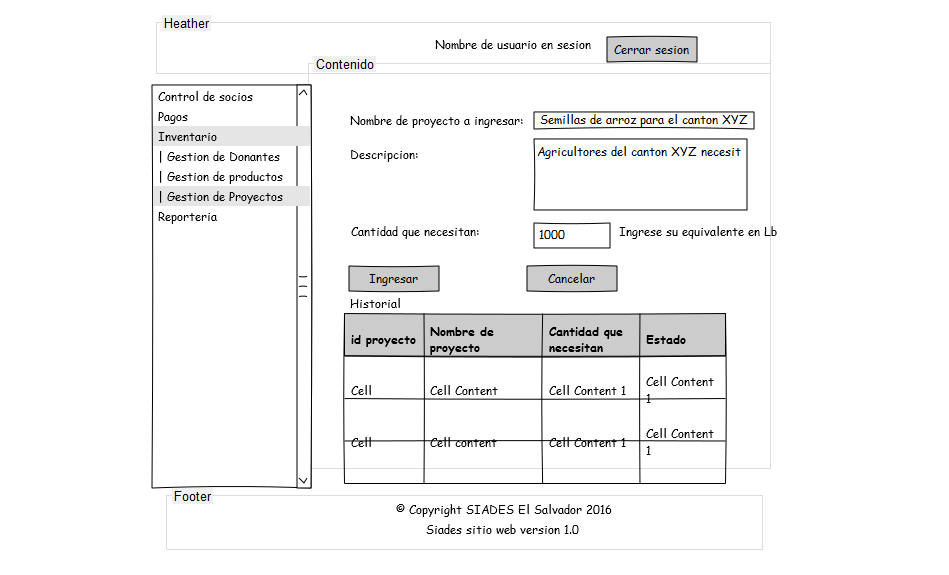 Heather
Nombre de usuario en sesion
Cerrar sesion
Contenido
Control de socios
Pagos
Inventario
| Gestion de Donantes
| Gestion de productos
| Gestion de Proyectos
Reporteria
Nombre de proyecto a ingresar:
Semillas de arroz para el canton XYZ
Descripcion:
Agricultores del canton XYZ necesit
Cantidad que necesitan:
1000
Ingrese su equivalente en Lb
Ingresar
Cancelar
Historial
id proyecto
Nombre de
proyecto
Cantidad que
necesitan
Estado
Cell
Cell Content
Cell Content 1
Cell Content
1
Cell
Cell content
Cell Content 1
Cell Content
1
Footer
© Copyright SIADES El Salvador 2016
Siades sitio web version 1.0